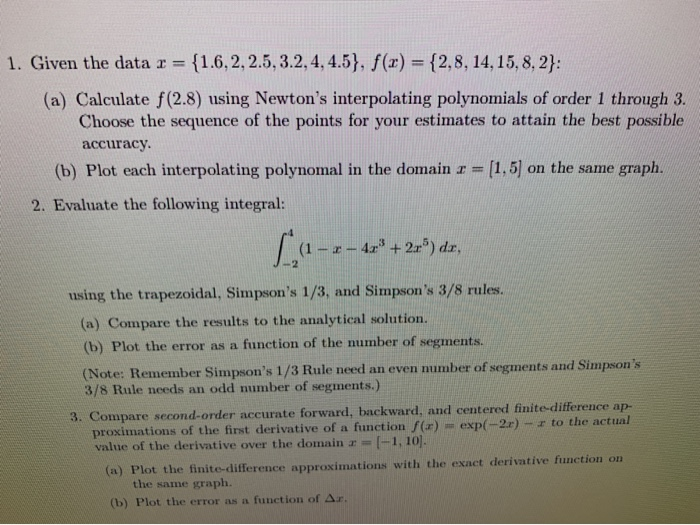 1. Given the data x = {1.6, 2, 2.5, 3.2, 4, 4.5}, f(x) = {2, 8, 14, 15, 8, 2}:
(a) Calculate f(2.8) using Newton's interpolating polynomials of order 1 through 3.
Choose the sequence of the points for your estimates to attain the best possible
accuracy.
(b) Plot each interpolating polynomal in the domain x = [1, 5] on the same graph.
2. Evaluate the following integral:
∫_{-2}^{4} (1 − x − 4x³ + 2x⁵) dx,
using the trapezoidal, Simpson's 1/3, and Simpson's 3/8 rules.
(a) Compare the results to the analytical solution.
(b) Plot the error as a function of the number of segments.
(Note: Remember Simpson's 1/3 Rule need an even number of segments and Simpson's
3/8 Rule needs an odd number of segments.)
3. Compare second-order accurate forward, backward, and centered finite-difference ap-
proximations of the first derivative of a function f(x) = exp(−2x) − x to the actual
value of the derivative over the domain x = [−1, 10].
(a) Plot the finite-difference approximations with the exact derivative function on
the same graph.
(b) Plot the error as a function of Δx.